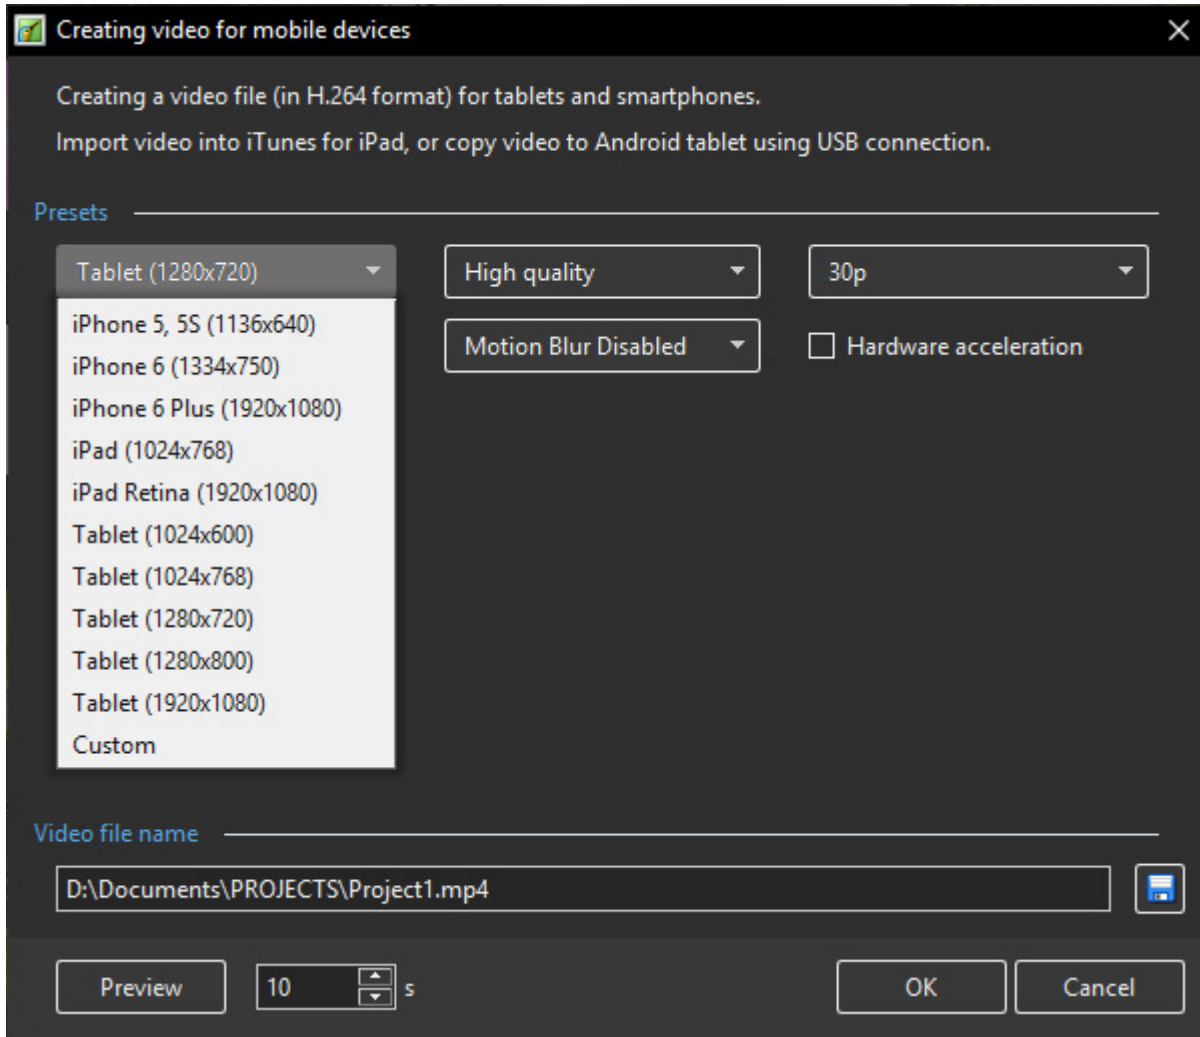 Creating video for mobile devices
Creating a video file (in H.264 format) for tablets and smartphones.
Import video into iTunes for iPad, or copy video to Android tablet using USB connection.
Presets
Tablet (1280x720)
High quality
30p
Motion Blur Disabled
Hardware acceleration
iPhone 5, 5S (1136x640)
iPhone 6 (1334x750)
iPhone 6 Plus (1920x1080)
iPad (1024x768)
iPad Retina (1920x1080)
Tablet (1024x600)
Tablet (1024x768)
Tablet (1280x720)
Tablet (1280x800)
Tablet (1920x1080)
Custom
Video file name
D:\Documents\PROJECTS\Project1.mp4
Preview
10
s
OK
Cancel